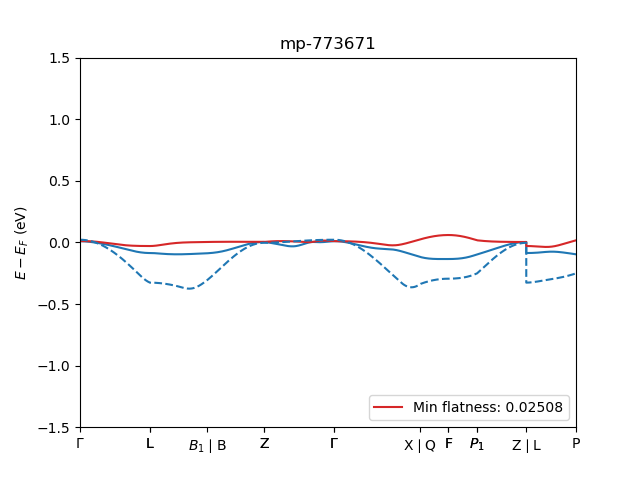 mp-773671
E − E_F (eV)
1.5
1.0
0.5
0.0
−0.5
−1.0
−1.5
Min flatness: 0.02508
Γ L B₁ | B Z Γ X | Q F P₁ Z | L P